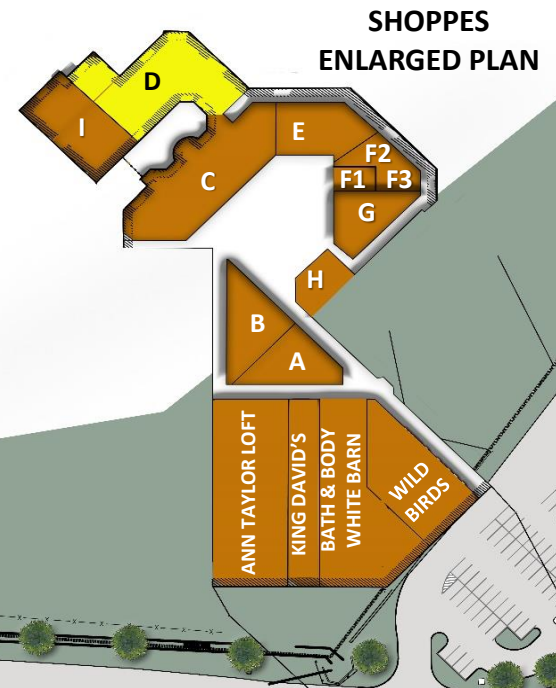 SHOPPES
ENLARGED PLAN
D
I
E
F2
F1
F3
C
G
H
B
A
ANN TAYLOR LOFT
KING DAVID'S
BATH & BODY
WHITE BARN
WILD
BIRDS